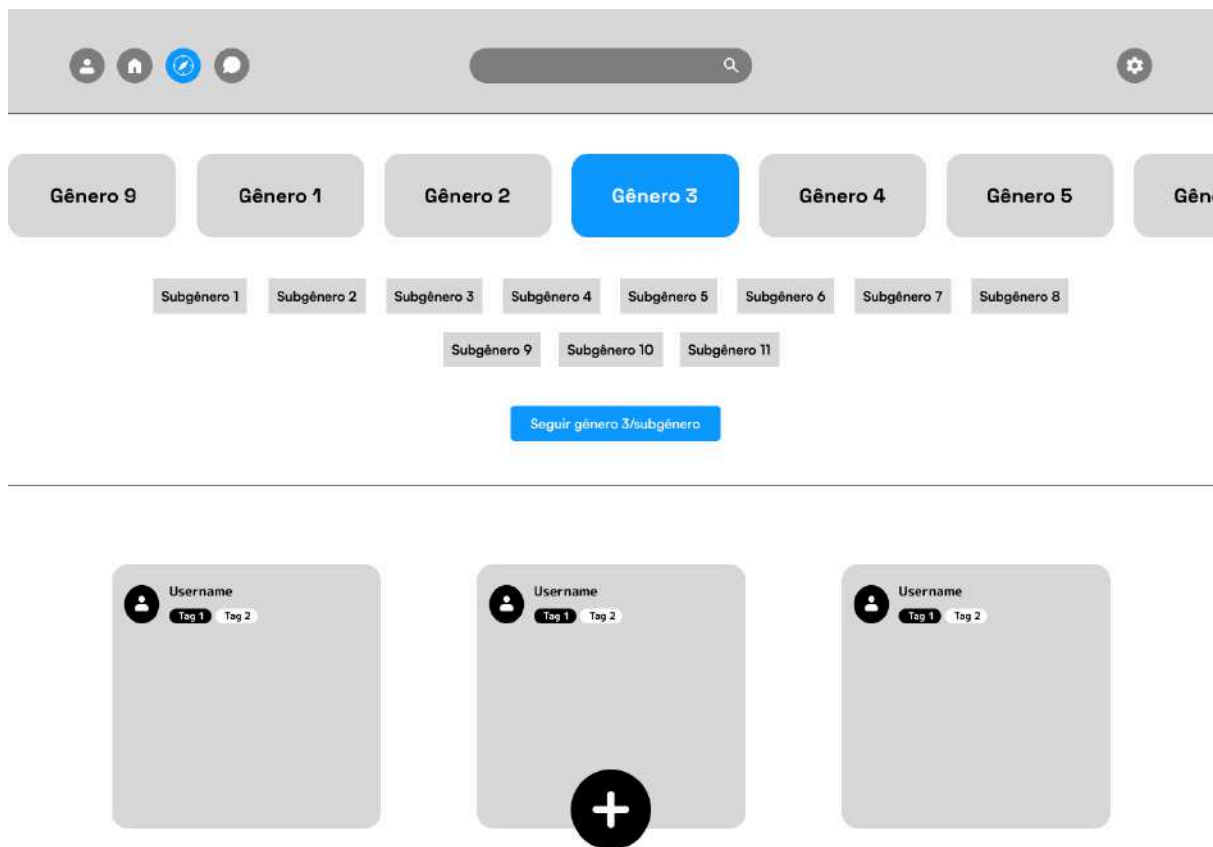 Gênero 9 Gênero 1 Gênero 2 Gênero 3 Gênero 4 Gênero 5 Gên
Subgênero 1 Subgênero 2 Subgênero 3 Subgênero 4 Subgênero 5 Subgênero 6 Subgênero 7 Subgênero 8
Subgênero 9 Subgênero 10 Subgênero 11
Seguir gênero 3/subgênero
Username Username Username
Tag 1 Tag 2 Tag 1 Tag 2 Tag 1 Tag 2